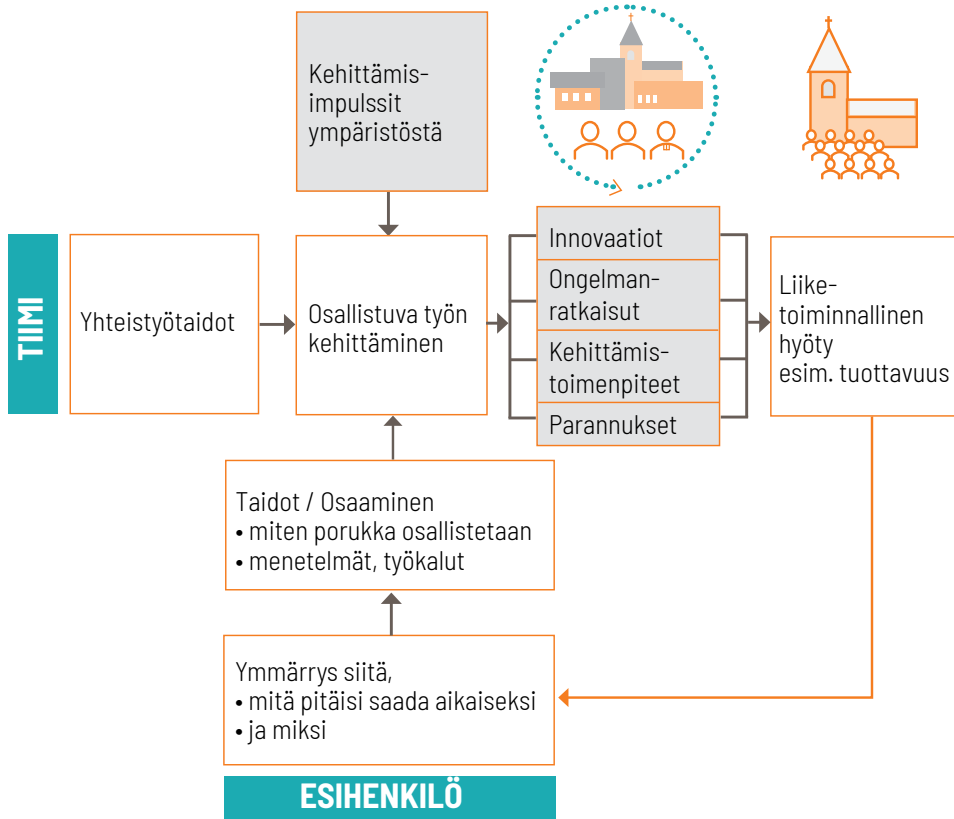 Kehittämis-
impulssit
ympäristöstä
TIIMI
Yhteistyötaidot
Osallistuva työn
kehittäminen
Innovaatiot
Ongelman-
ratkaisut
Kehittämis-
toimenpiteet
Parannukset
Liike-
toiminnallinen
hyöty
esim. tuottavuus
Taidot / Osaaminen
• miten porukka osallistetaan
• menetelmät, työkalut
Ymmärrys siitä,
• mitä pitäisi saada aikaiseksi
• ja miksi
ESIHENKILÖ